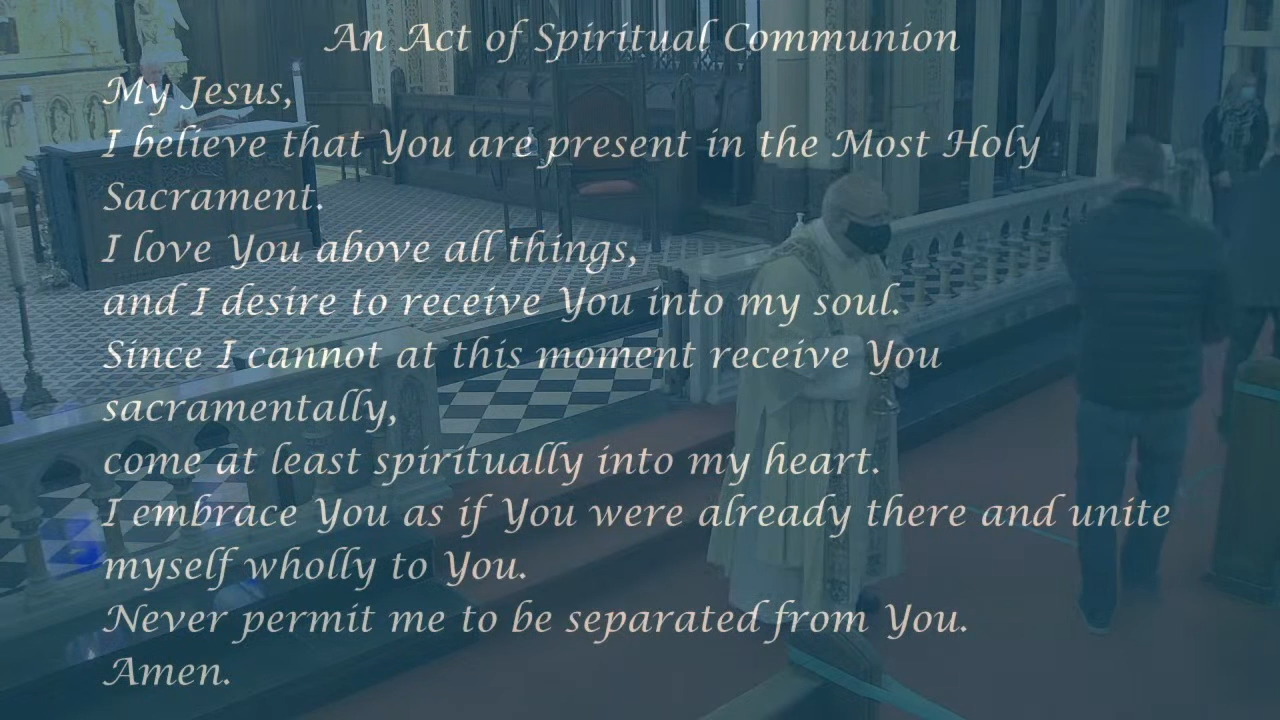 An Act of Spiritual Communion
My Jesus,
I believe that You are present in the Most Holy
Sacrament.
I love You above all things,
and I desire to receive You into my soul.
Since I cannot at this moment receive You
sacramentally,
come at least spiritually into my heart.
I embrace You as if You were already there and unite
myself wholly to You.
Never permit me to be separated from You.
Amen.